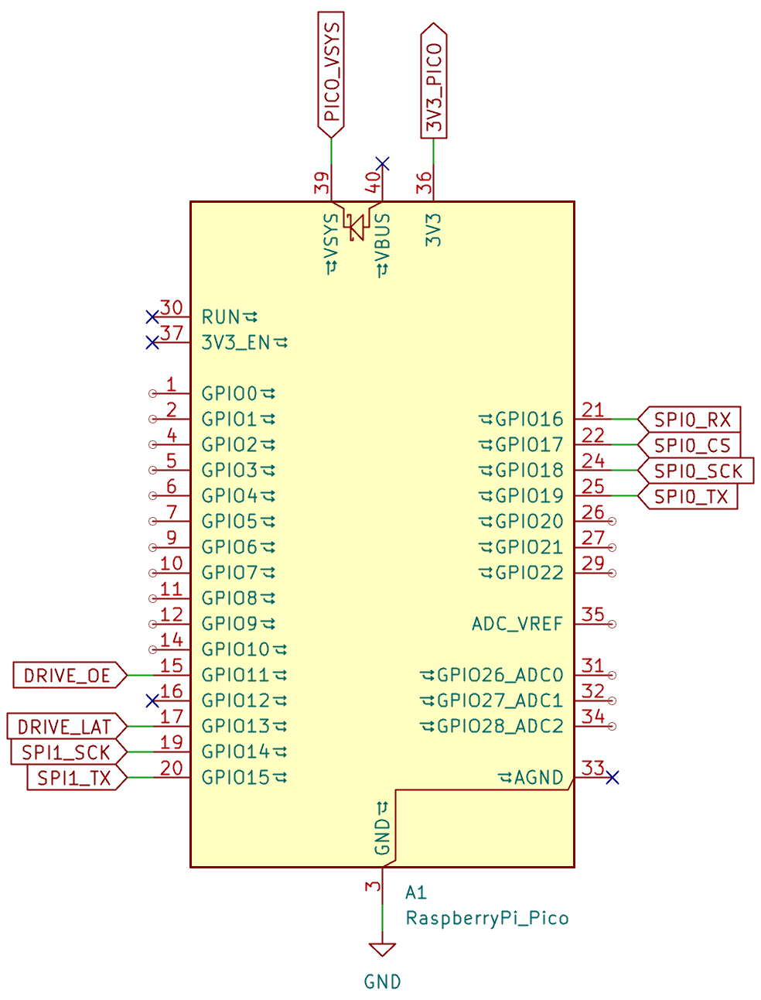 PICO_VSYS
3V3_PICO
39
40
36
VSYS
VBUS
3V3
30 RUN
37 3V3_EN
1 GPIO0
2 GPIO1 GPIO16 21 SPI0_RX
4 GPIO2 GPIO17 22 SPI0_CS
5 GPIO3 GPIO18 24 SPI0_SCK
6 GPIO4 GPIO19 25 SPI0_TX
7 GPIO5 GPIO20 26
9 GPIO6 GPIO21 27
10 GPIO7 GPIO22 29
11 GPIO8
12 GPIO9 ADC_VREF 35
14 GPIO10
DRIVE_OE 15 GPIO11 GPIO26_ADC0 31
16 GPIO12 GPIO27_ADC1 32
DRIVE_LAT 17 GPIO13 GPIO28_ADC2 34
SPI1_SCK 19 GPIO14
SPI1_TX 20 GPIO15 AGND 33
GND
3
A1
RaspberryPi_Pico
GND